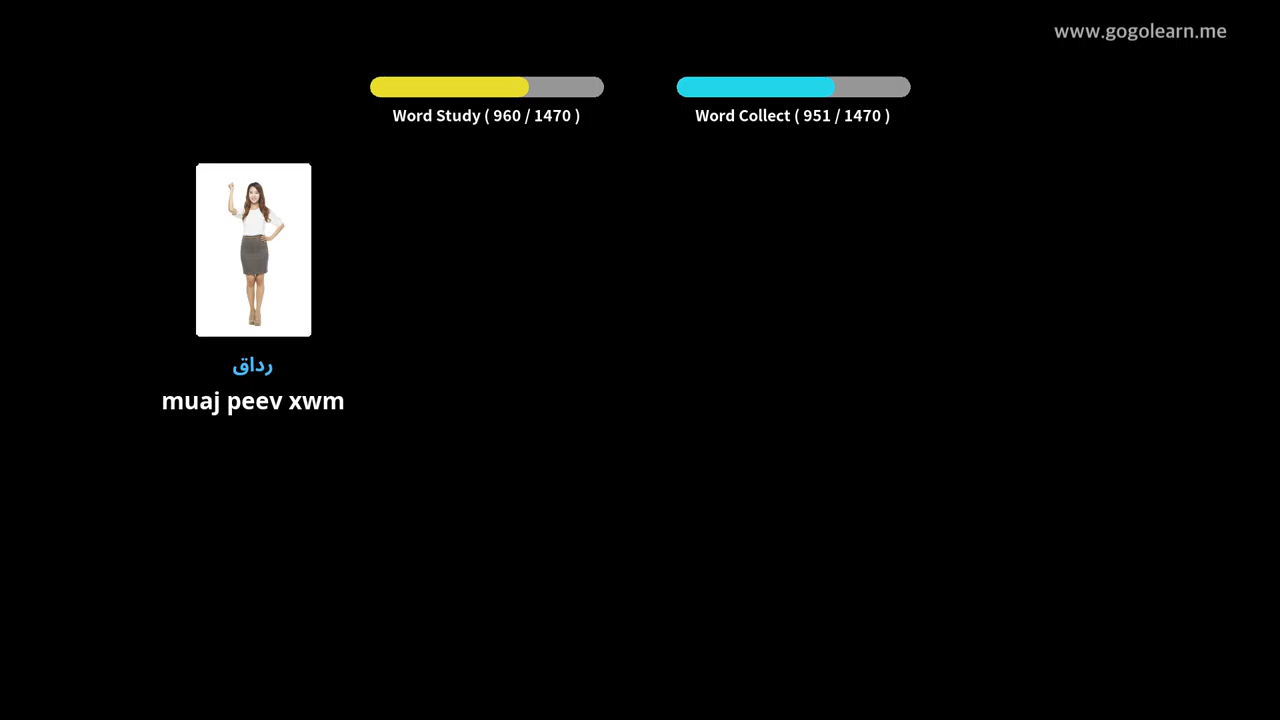 www.gogolearn.me
Word Study ( 960 / 1470 )
Word Collect ( 951 / 1470 )
رداق
muaj peev xwm